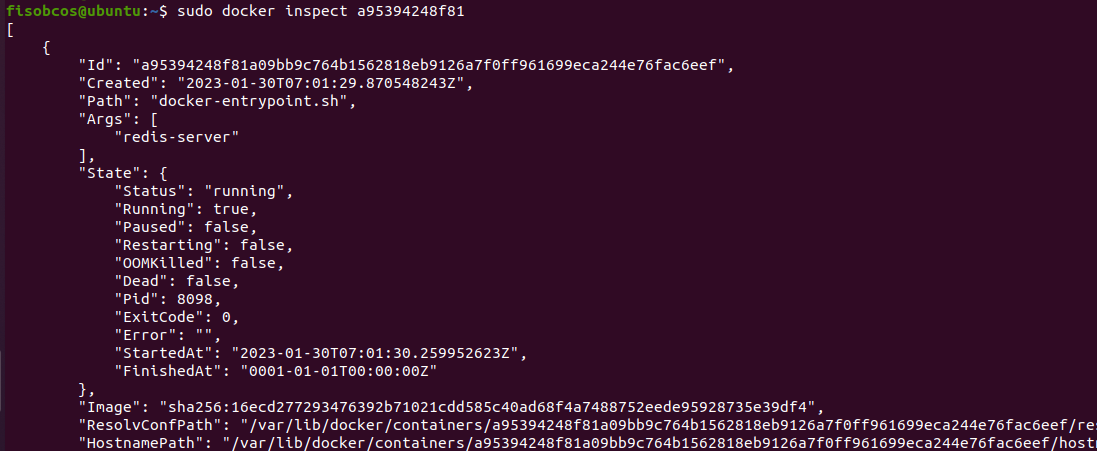 fisobcos@ubuntu:~$ sudo docker inspect a95394248f81
[
    {
        "Id": "a95394248f81a09bb9c764b1562818eb9126a7f0ff961699eca244e76fac6eef",
        "Created": "2023-01-30T07:01:29.870548243Z",
        "Path": "docker-entrypoint.sh",
        "Args": [
            "redis-server"
        ],
        "State": {
            "Status": "running",
            "Running": true,
            "Paused": false,
            "Restarting": false,
            "OOMKilled": false,
            "Dead": false,
            "Pid": 8098,
            "ExitCode": 0,
            "Error": "",
            "StartedAt": "2023-01-30T07:01:30.259952623Z",
            "FinishedAt": "0001-01-01T00:00:00Z"
        },
        "Image": "sha256:16ecd277293476392b71021cdd585c40ad68f4a7488752eede95928735e39df4",
        "ResolvConfPath": "/var/lib/docker/containers/a95394248f81a09bb9c764b1562818eb9126a7f0ff961699eca244e76fac6eef/res
        "HostnamePath": "/var/lib/docker/containers/a95394248f81a09bb9c764b1562818eb9126a7f0ff961699eca244e76fac6eef/hostn